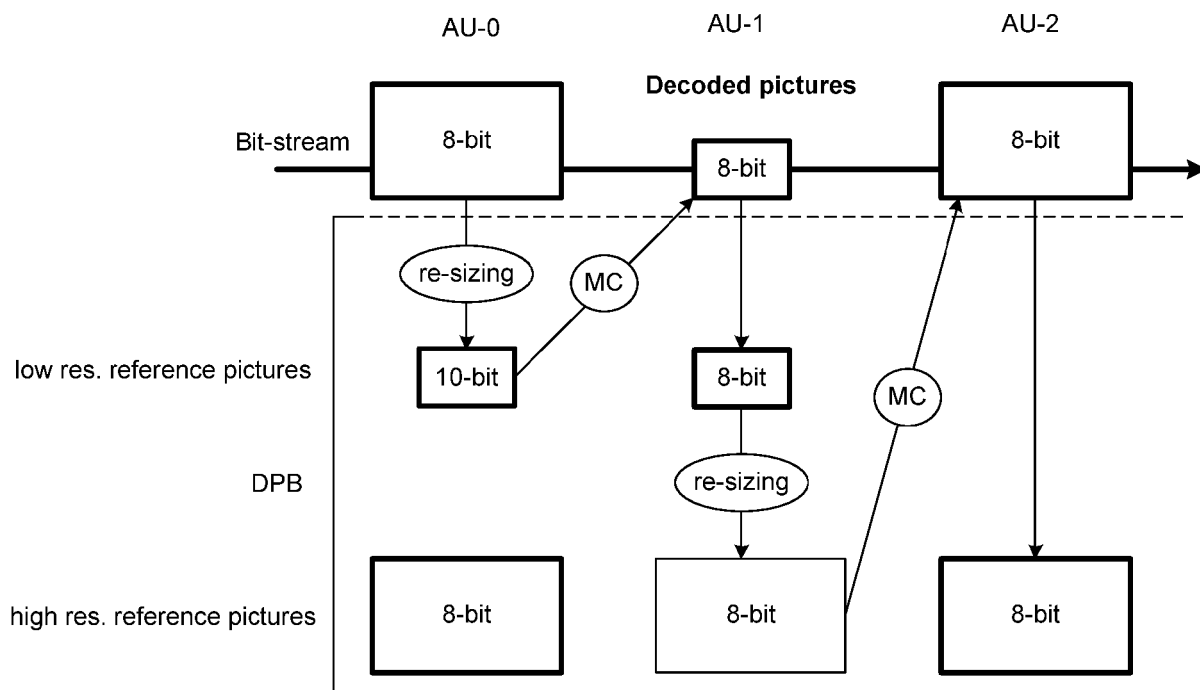 AU-0
AU-1
AU-2
Decoded pictures
Bit-stream
8-bit
8-bit
8-bit
re-sizing
MC
low res. reference pictures
10-bit
8-bit
MC
DPB
re-sizing
high res. reference pictures
8-bit
8-bit
8-bit